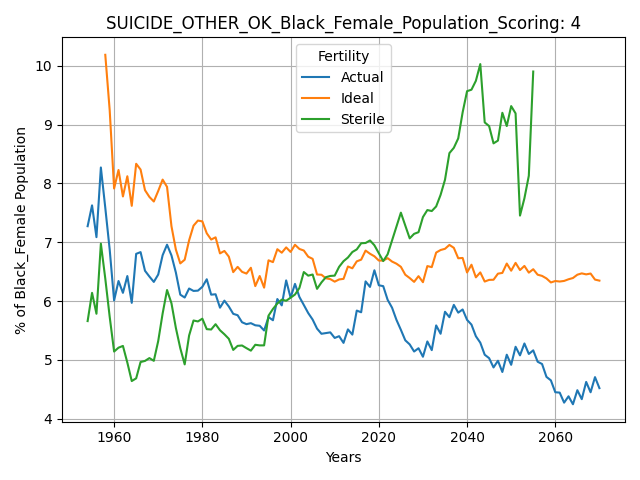 SUICIDE_OTHER_OK_Black_Female_Population_Scoring: 4
Fertility
Actual
Ideal
Sterile
% of Black_Female Population
10
9
8
7
6
5
4
1960 1980 2000 2020 2040 2060
Years